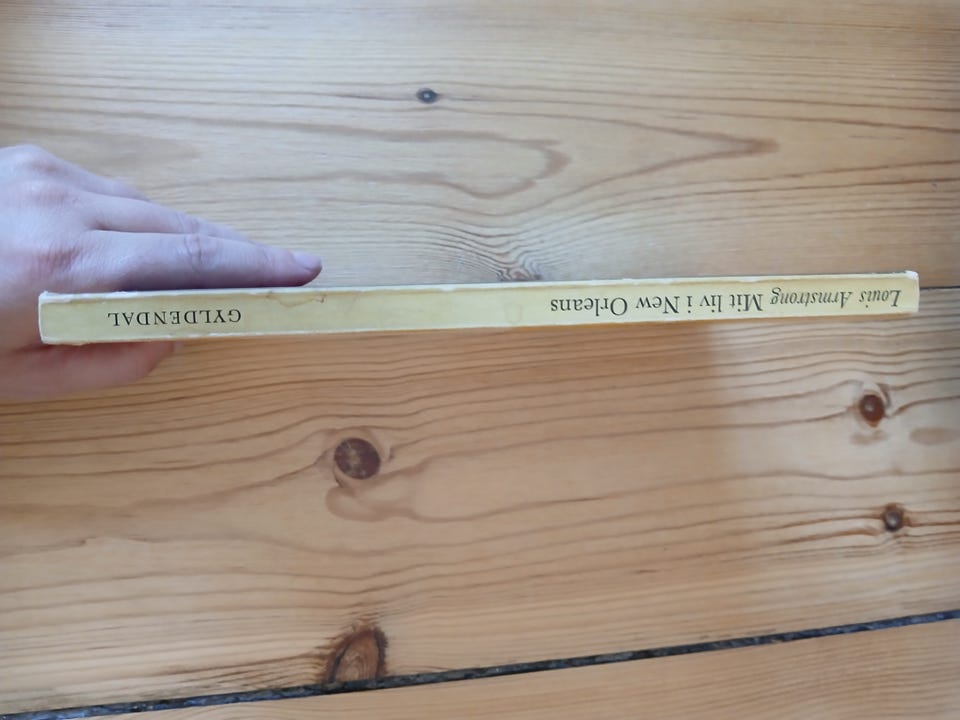 Louis Armstrong Mit liv i New Orleans GYLDENDAL